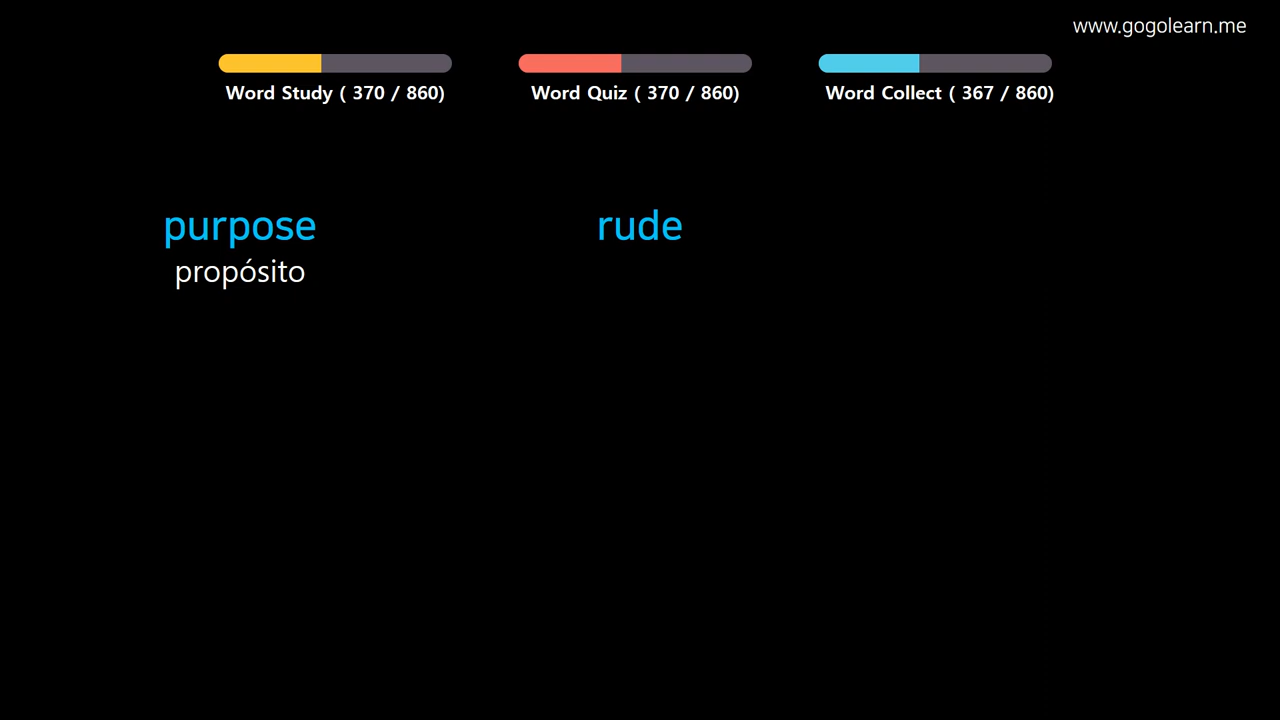 www.gogolearn.me
Word Study ( 370 / 860)
Word Quiz ( 370 / 860)
Word Collect ( 367 / 860)
purpose
propósito
rude